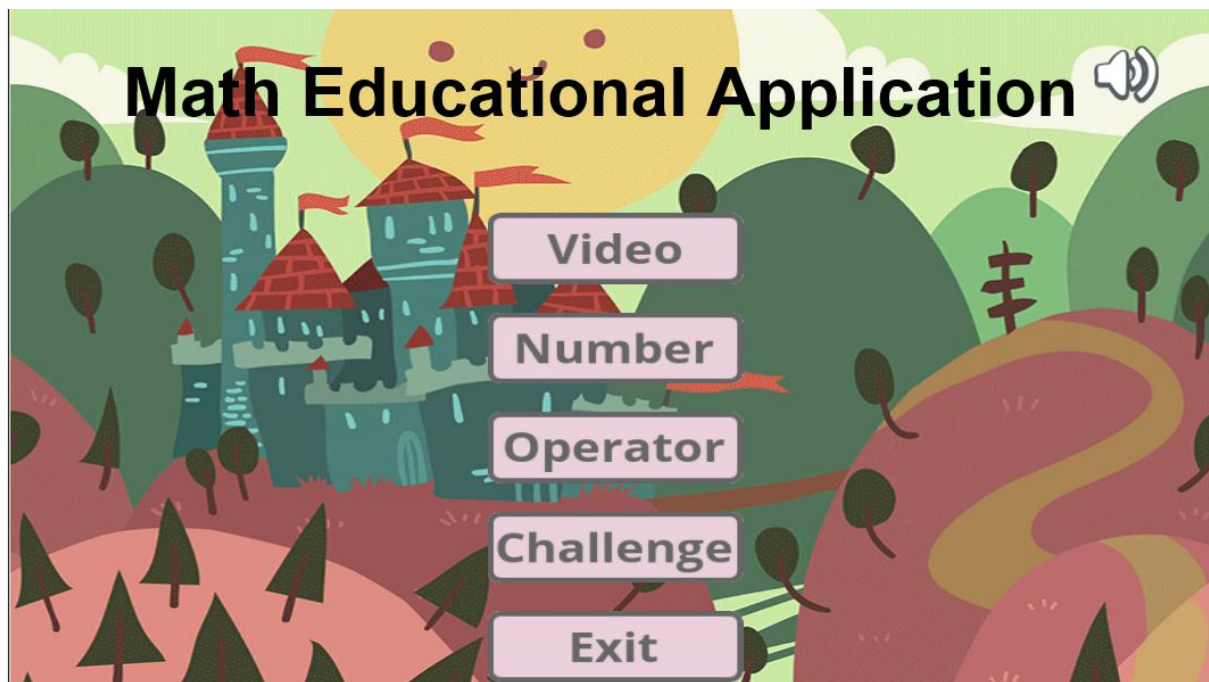 Math Educational Application
Video
Number
Operator
Challenge
Exit